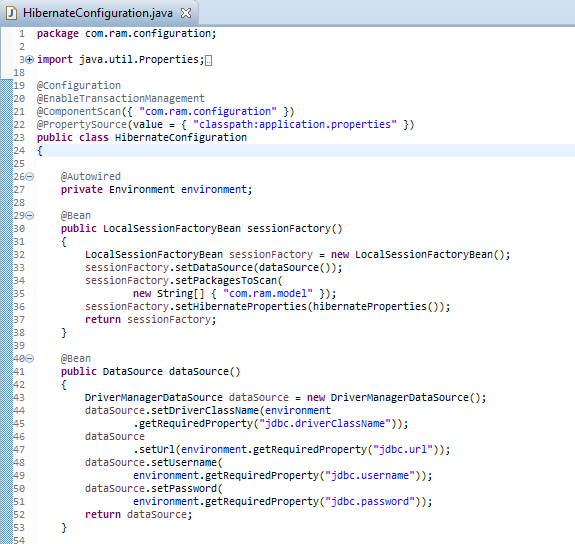 HibernateConfiguration.java
1 package com.ram.configuration;
2
3 import java.util.Properties;
18
19 @Configuration
20 @EnableTransactionManagement
21 @ComponentScan({ "com.ram.configuration" })
22 @PropertySource(value = { "classpath:application.properties" })
23 public class HibernateConfiguration
24 {
25
26     @Autowired
27     private Environment environment;
28
29     @Bean
30     public LocalSessionFactoryBean sessionFactory()
31     {
32         LocalSessionFactoryBean sessionFactory = new LocalSessionFactoryBean();
33         sessionFactory.setDataSource(dataSource());
34         sessionFactory.setPackagesToScan(
35                 new String[] { "com.ram.model" });
36         sessionFactory.setHibernateProperties(hibernateProperties());
37         return sessionFactory;
38     }
39
40     @Bean
41     public DataSource dataSource()
42     {
43         DriverManagerDataSource dataSource = new DriverManagerDataSource();
44         dataSource.setDriverClassName(environment
45                 .getRequiredProperty("jdbc.driverClassName"));
46         dataSource
47                 .setUrl(environment.getRequiredProperty("jdbc.url"));
48         dataSource.setUsername(
49                 environment.getRequiredProperty("jdbc.username"));
50         dataSource.setPassword(
51                 environment.getRequiredProperty("jdbc.password"));
52         return dataSource;
53     }
54